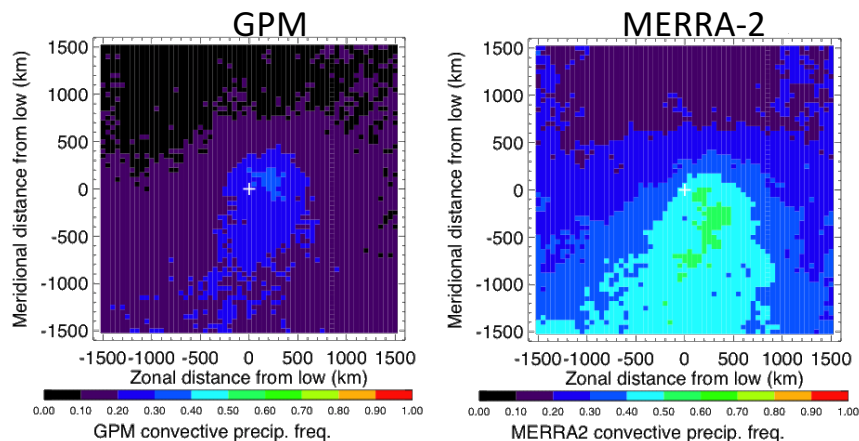 GPM
Meridional distance from low (km)
1500
1000
500
0
-500
-1000
-1500
-1500 -1000 -500 0 500 1000 1500
Zonal distance from low (km)
0.00 0.10 0.20 0.30 0.40 0.50 0.60 0.70 0.80 0.90 1.00
GPM convective precip. freq.
MERRA-2
Meridional distance from low (km)
1500
1000
500
0
-500
-1000
-1500
-1500 -1000 -500 0 500 1000 1500
Zonal distance from low (km)
0.00 0.10 0.20 0.30 0.40 0.50 0.60 0.70 0.80 0.90 1.00
MERRA2 convective precip. freq.